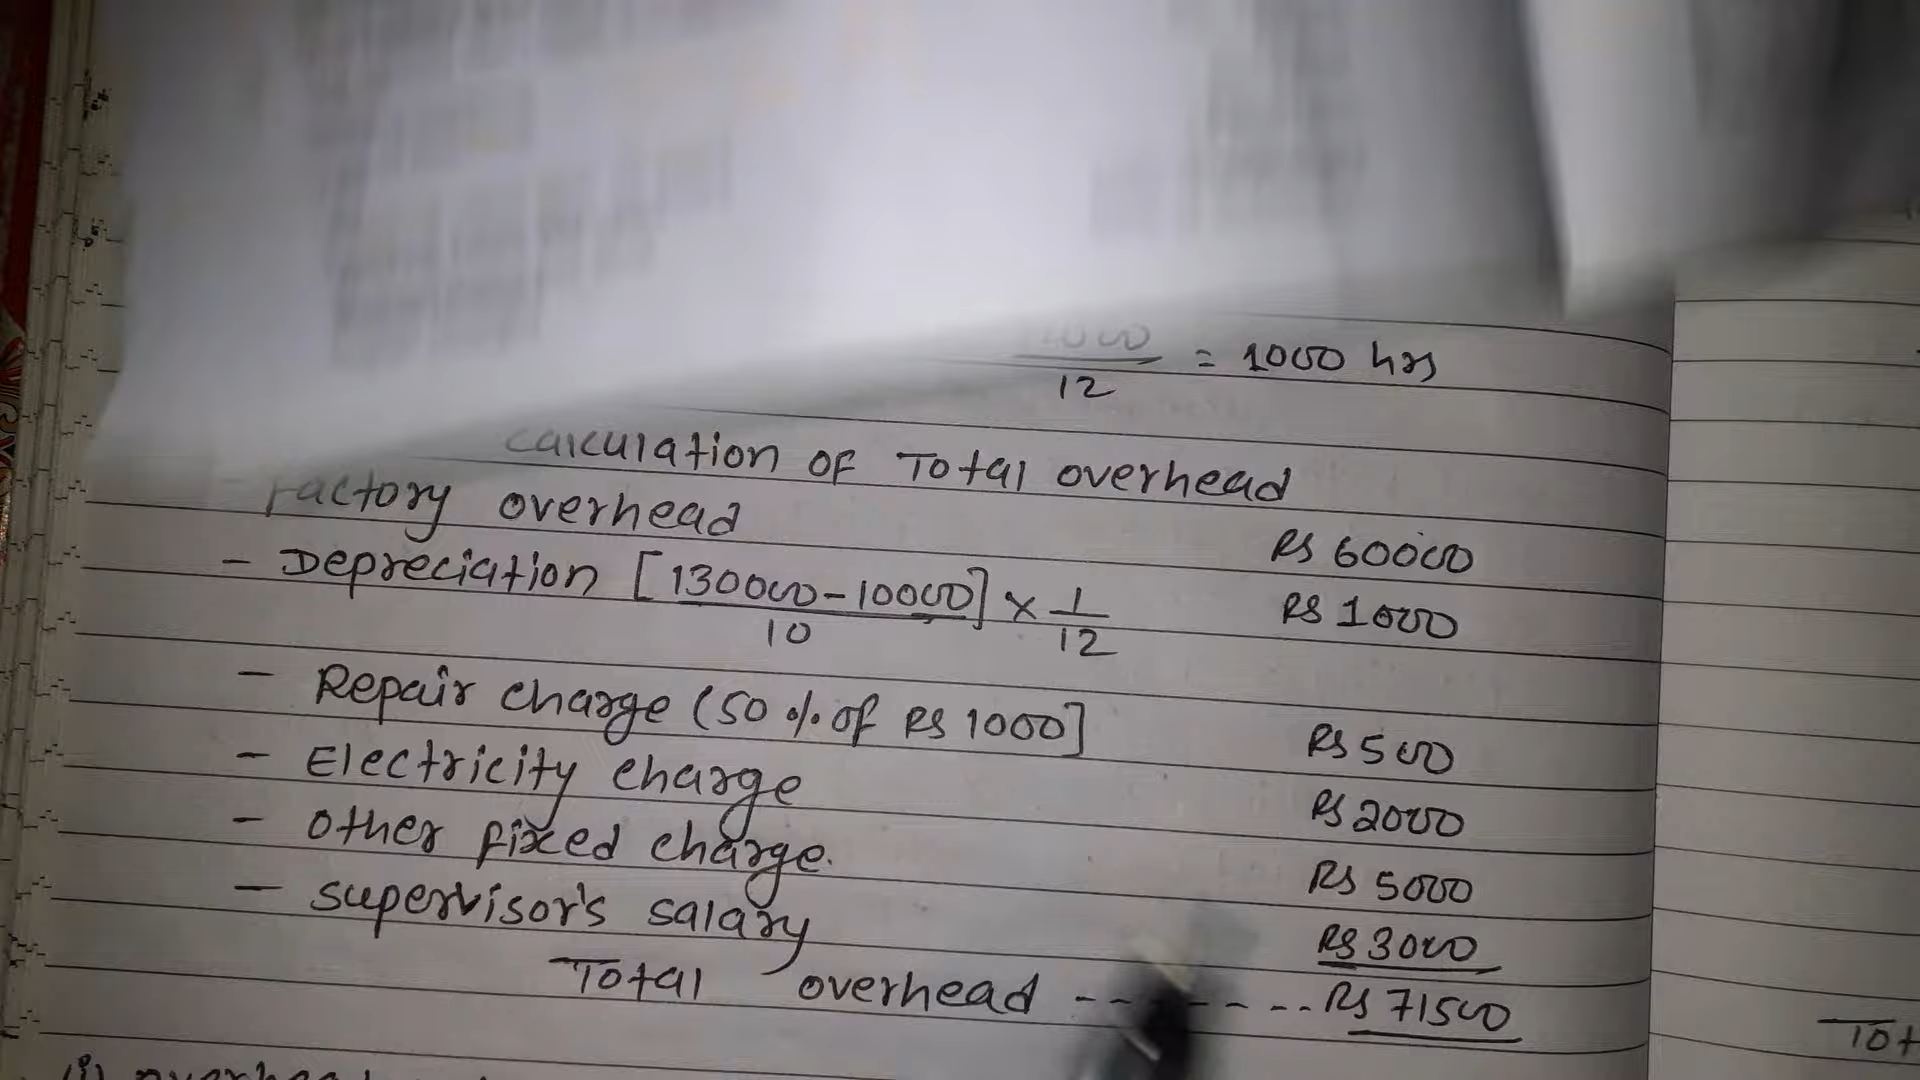 12 = 1000 hrs
calculation OF Total overhead
Factory overhead Rs 60000
- Depreciation [130000-10000] × 1 Rs 1000
10 12
- Repair charge (50% of Rs 1000] Rs 500
- Electricity charge Rs 2000
- Other fixed charge. Rs 5000
- supervisor's salary Rs 3000
Total overhead -------- Rs 71500
Tot